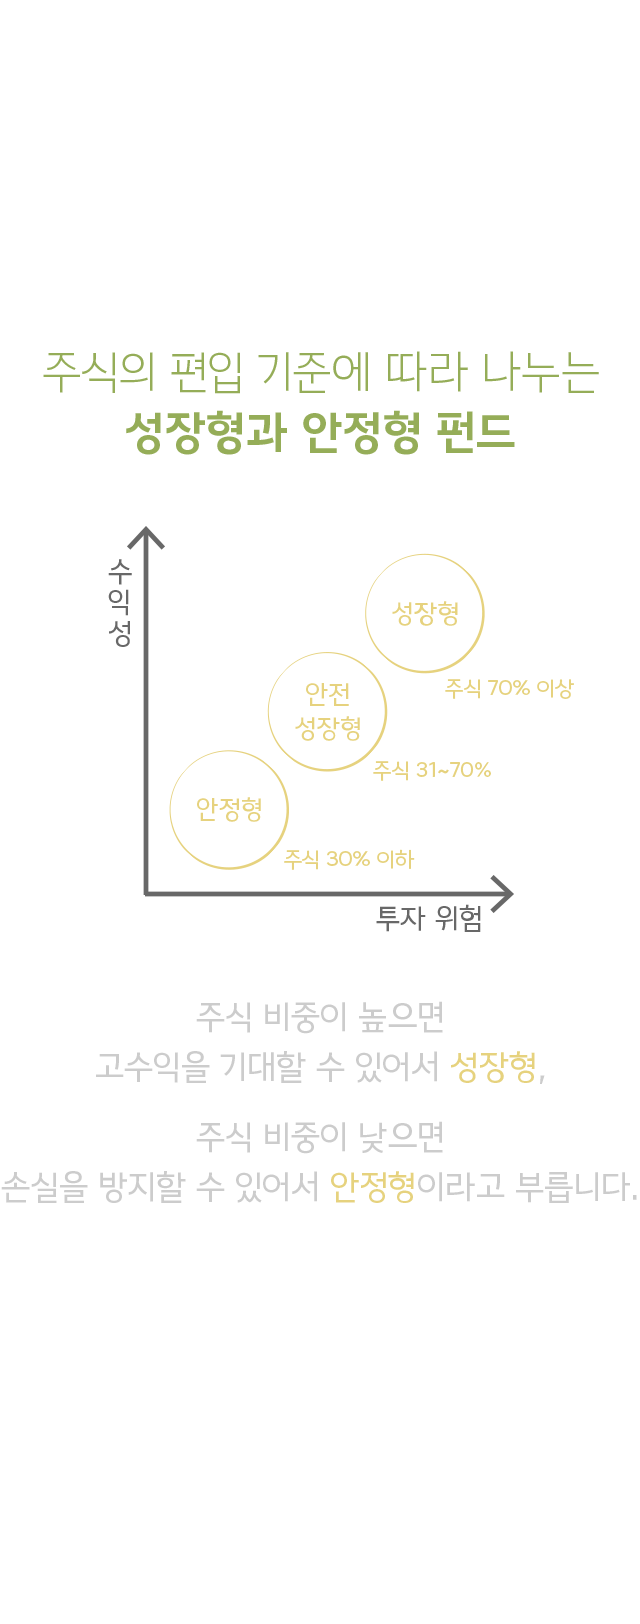 주식의 편입 기준에 따라 나누는
성장형과 안정형 펀드
수
익
성
성장형
주식 70% 이상
안전
성장형
주식 31~70%
안정형
주식 30% 이하
투자 위험
주식 비중이 높으면
고수익을 기대할 수 있어서 성장형,
주식 비중이 낮으면
손실을 방지할 수 있어서 안정형이라고 부릅니다.